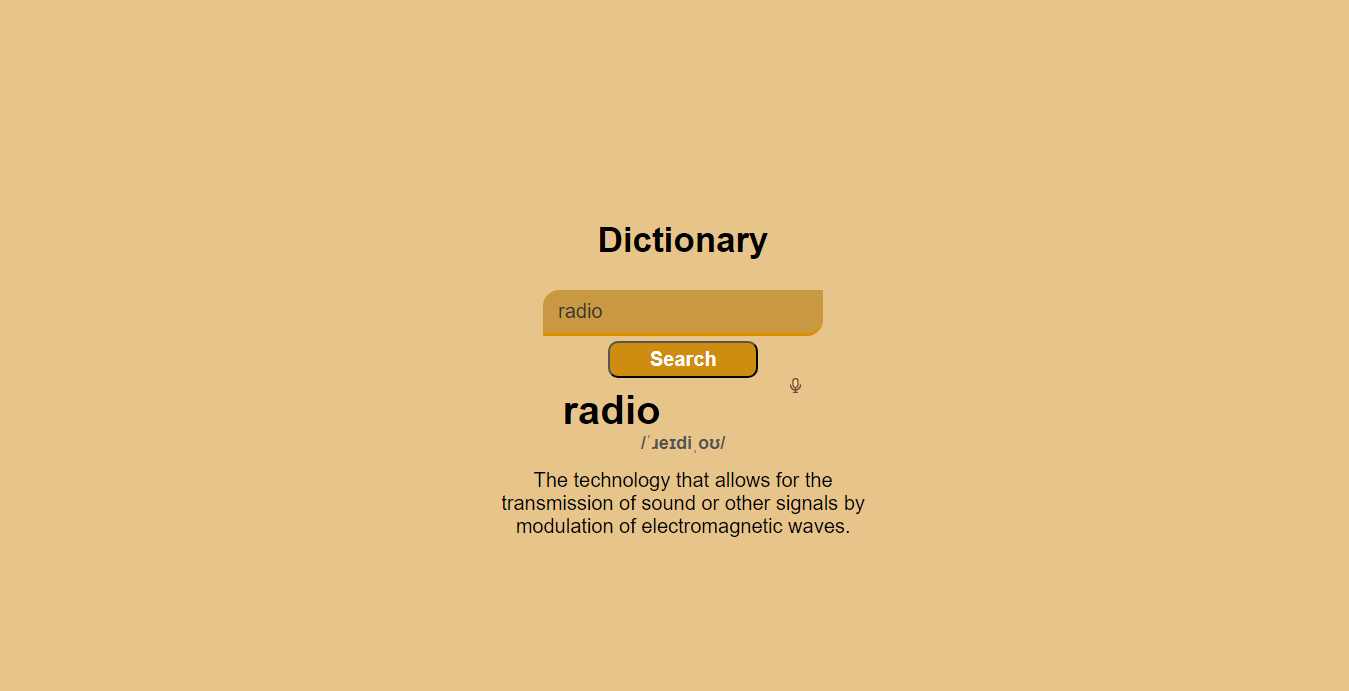 Dictionary
radio
Search
radio
/ˈɹeɪdiˌoʊ/
The technology that allows for the
transmission of sound or other signals by
modulation of electromagnetic waves.